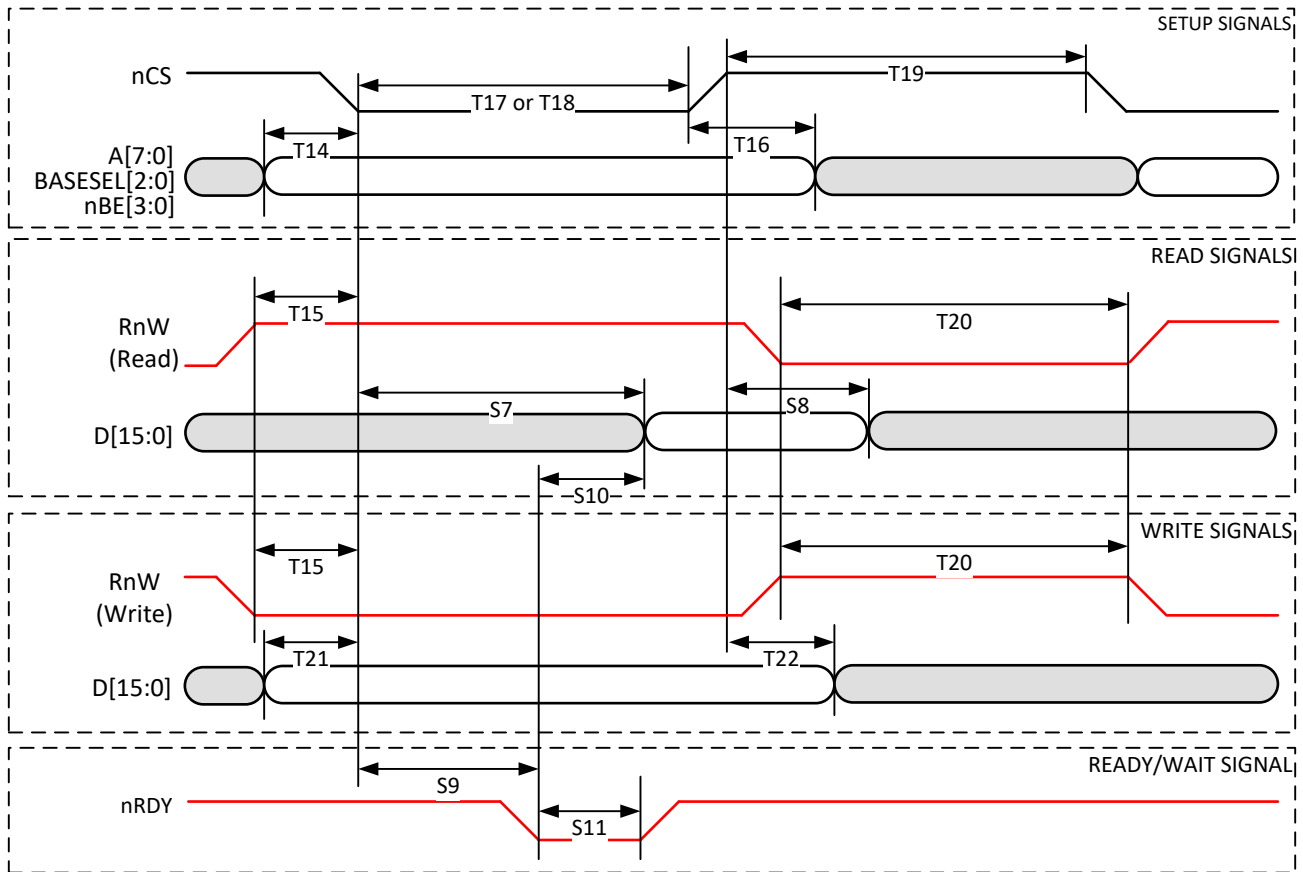 SETUP SIGNALS
nCS
T19
T17 or T18
T14
T16
A[7:0]
BASESEL[2:0]
nBE[3:0]
READ SIGNALS
T15
T20
RnW
(Read)
S7
S8
D[15:0]
S10
WRITE SIGNALS
T15
T20
RnW
(Write)
T21
T22
D[15:0]
READY/WAIT SIGNAL
S9
nRDY
S11